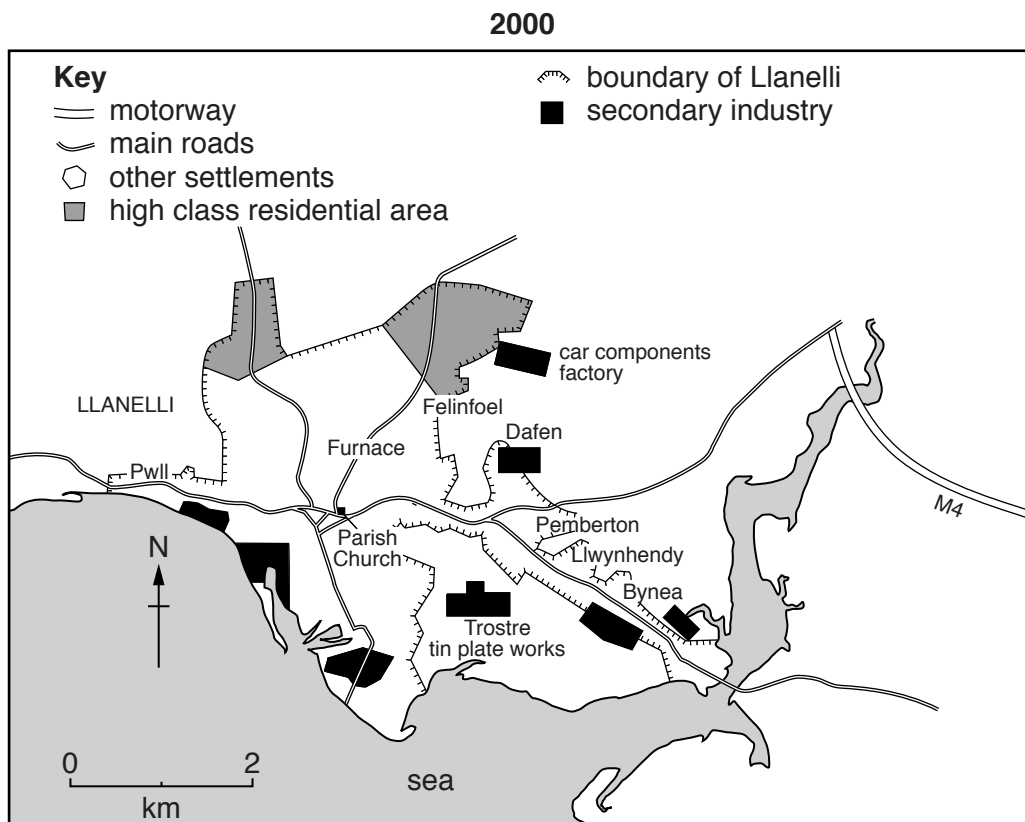 2000
Key
motorway
main roads
other settlements
high class residential area
boundary of Llanelli
secondary industry
car components
factory
LLANELLI
Felinfoel
Dafen
Furnace
Pwll
M4
Parish
Church
Pemberton
Llwynhendy
Bynea
N
Trostre
tin plate works
0 2
km
sea